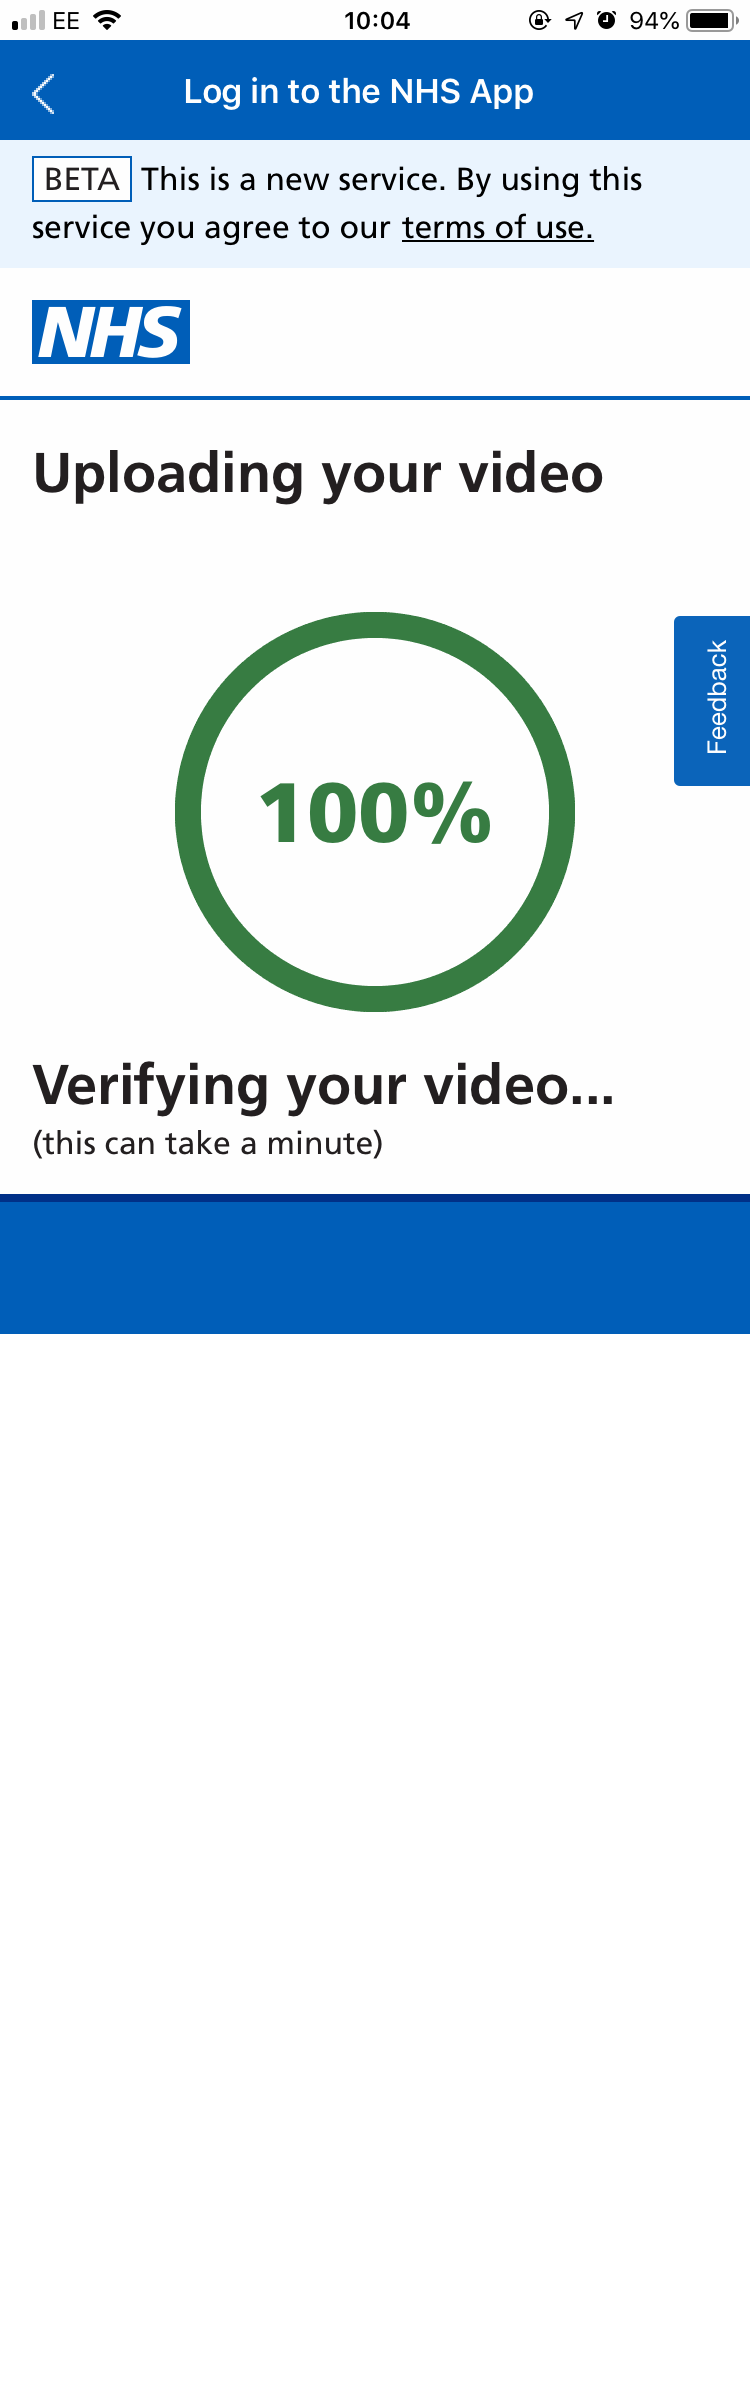 EE 10:04 94%
Log in to the NHS App
BETA This is a new service. By using this
service you agree to our terms of use.
NHS
Uploading your video
Feedback
100%
Verifying your video...
(this can take a minute)